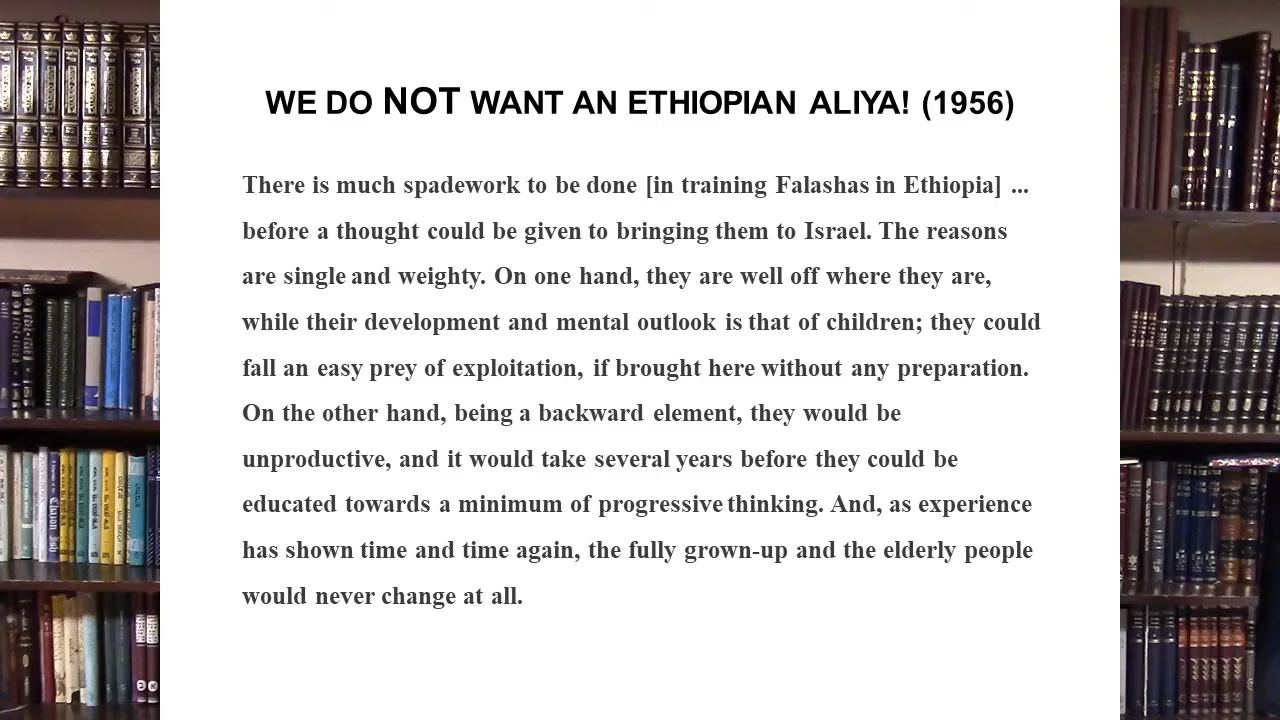 WE DO NOT WANT AN ETHIOPIAN ALIYA! (1956)
There is much spadework to be done [in training Falashas in Ethiopia] ...
before a thought could be given to bringing them to Israel. The reasons
are single and weighty. On one hand, they are well off where they are,
while their development and mental outlook is that of children; they could
fall an easy prey of exploitation, if brought here without any preparation.
On the other hand, being a backward element, they would be
unproductive, and it would take several years before they could be
educated towards a minimum of progressive thinking. And, as experience
has shown time and time again, the fully grown-up and the elderly people
would never change at all.